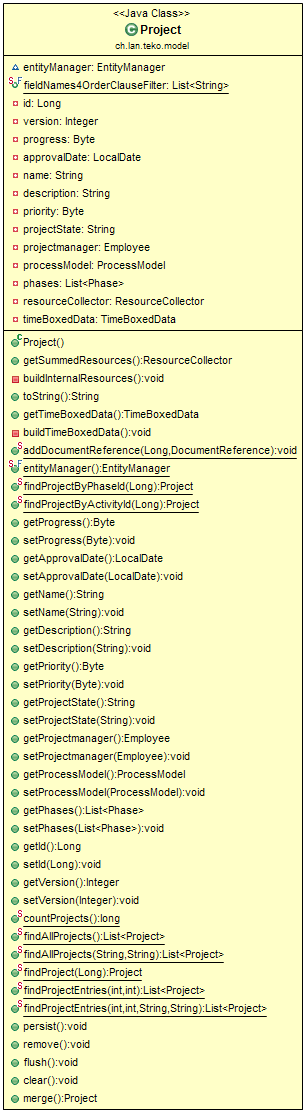 <<Java Class>>
Project
ch.lan.teko.model
entityManager: EntityManager
fieldNames4OrderClauseFilter: List<String>
id: Long
version: Integer
progress: Byte
approvalDate: LocalDate
name: String
description: String
priority: Byte
projectState: String
projectmanager: Employee
processModel: ProcessModel
phases: List<Phase>
resourceCollector: ResourceCollector
timeBoxedData: TimeBoxedData
Project()
getSummedResources():ResourceCollector
buildInternalResources():void
toString():String
getTimeBoxedData():TimeBoxedData
buildTimeBoxedData():void
addDocumentReference(Long,DocumentReference):void
entityManager():EntityManager
findProjectByPhaseId(Long):Project
findProjectByActivityId(Long):Project
getProgress():Byte
setProgress(Byte):void
getApprovalDate():LocalDate
setApprovalDate(LocalDate):void
getName():String
setName(String):void
getDescription():String
setDescription(String):void
getPriority():Byte
setPriority(Byte):void
getProjectState():String
setProjectState(String):void
getProjectmanager():Employee
setProjectmanager(Employee):void
getProcessModel():ProcessModel
setProcessModel(ProcessModel):void
getPhases():List<Phase>
setPhases(List<Phase>):void
getId():Long
setId(Long):void
getVersion():Integer
setVersion(Integer):void
countProjects():long
findAllProjects():List<Project>
findAllProjects(String,String):List<Project>
findProject(Long):Project
findProjectEntries(int,int):List<Project>
findProjectEntries(int,int,String,String):List<Project>
persist():void
remove():void
flush():void
clear():void
merge():Project